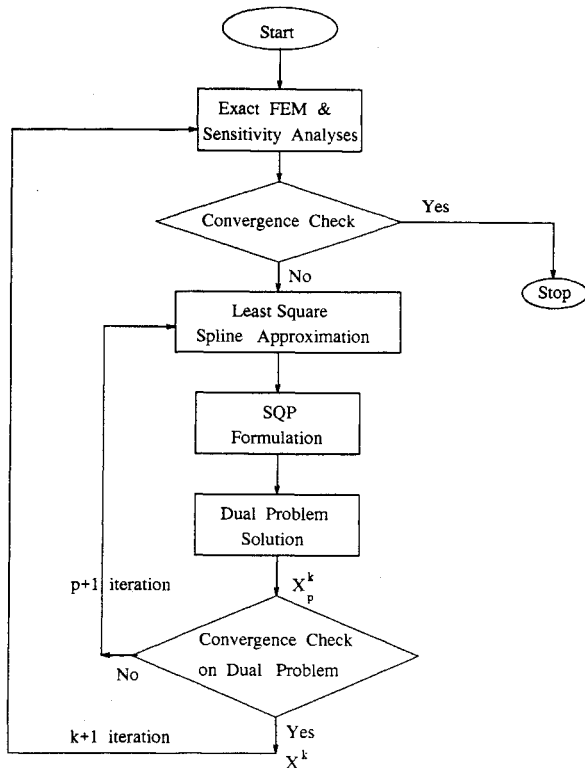 Start
Exact FEM &
Sensitivity Analyses
Convergence Check
Yes
No
Stop
Least Square
Spline Approximation
SQP
Formulation
Dual Problem
Solution
p+1 iteration
X_p^k
Convergence Check
on Dual Problem
No
Yes
k+1 iteration
X^k